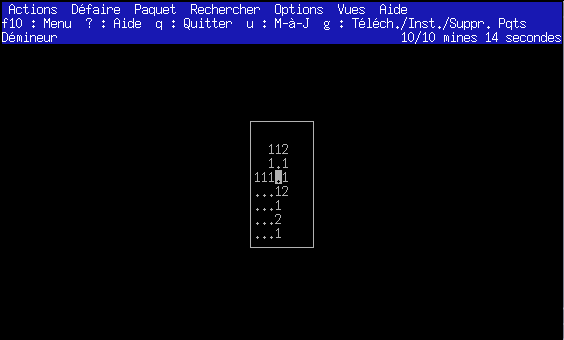 Actions Défaire Paquet Rechercher Options Vues Aide
f10 : Menu ? : Aide q : Quitter u : M-à-J g : Téléch./Inst./Suppr. Pqts
Démineur 10/10 mines 14 secondes
112
1.1
111.1
...12
...1
...2
...1